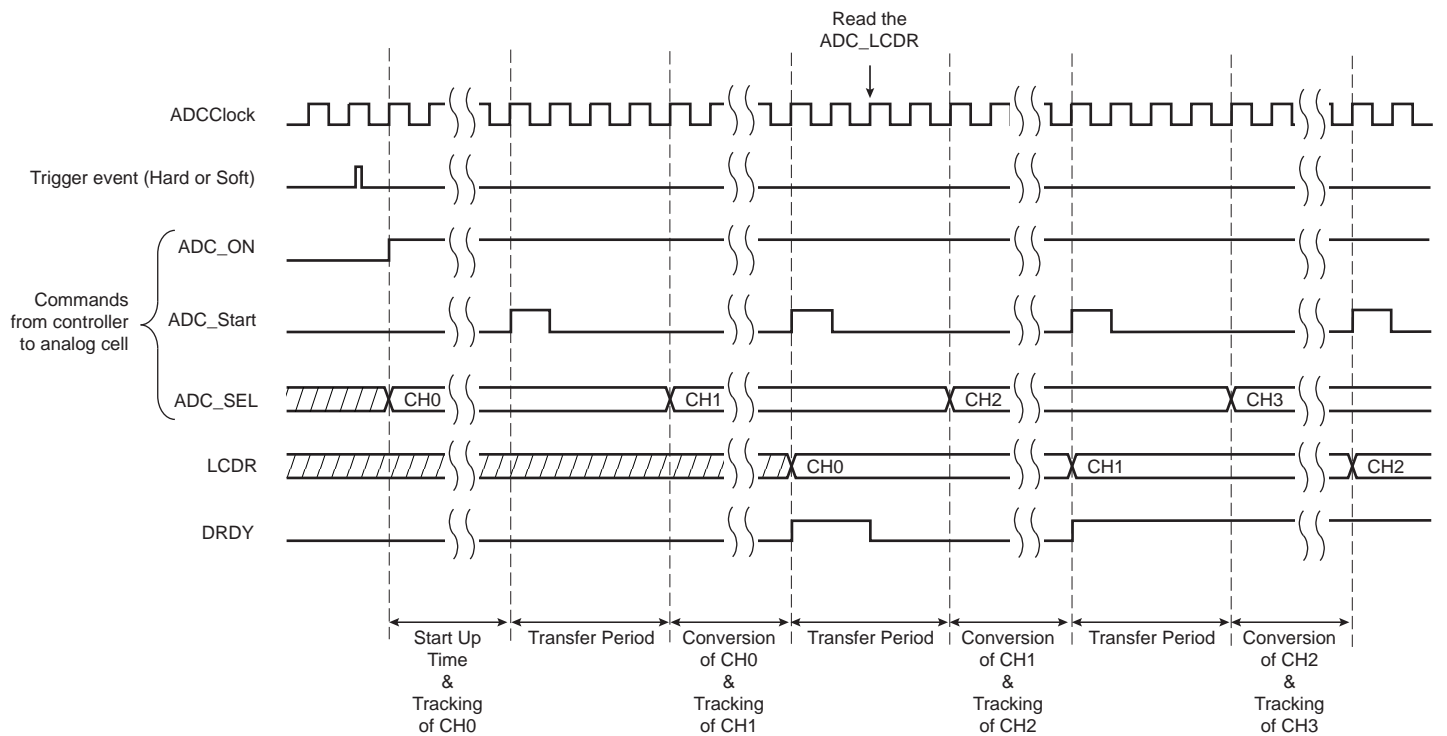 Read the
ADC_LCDR
ADCClock
Trigger event (Hard or Soft)
ADC_ON
Commands
from controller
to analog cell
ADC_Start
ADC_SEL
CH0
CH1
CH2
CH3
LCDR
CH0
CH1
CH2
DRDY
Start Up
Time
&
Tracking
of CH0
Transfer Period
Conversion
of CH0
&
Tracking
of CH1
Transfer Period
Conversion
of CH1
&
Tracking
of CH2
Transfer Period
Conversion
of CH2
&
Tracking
of CH3